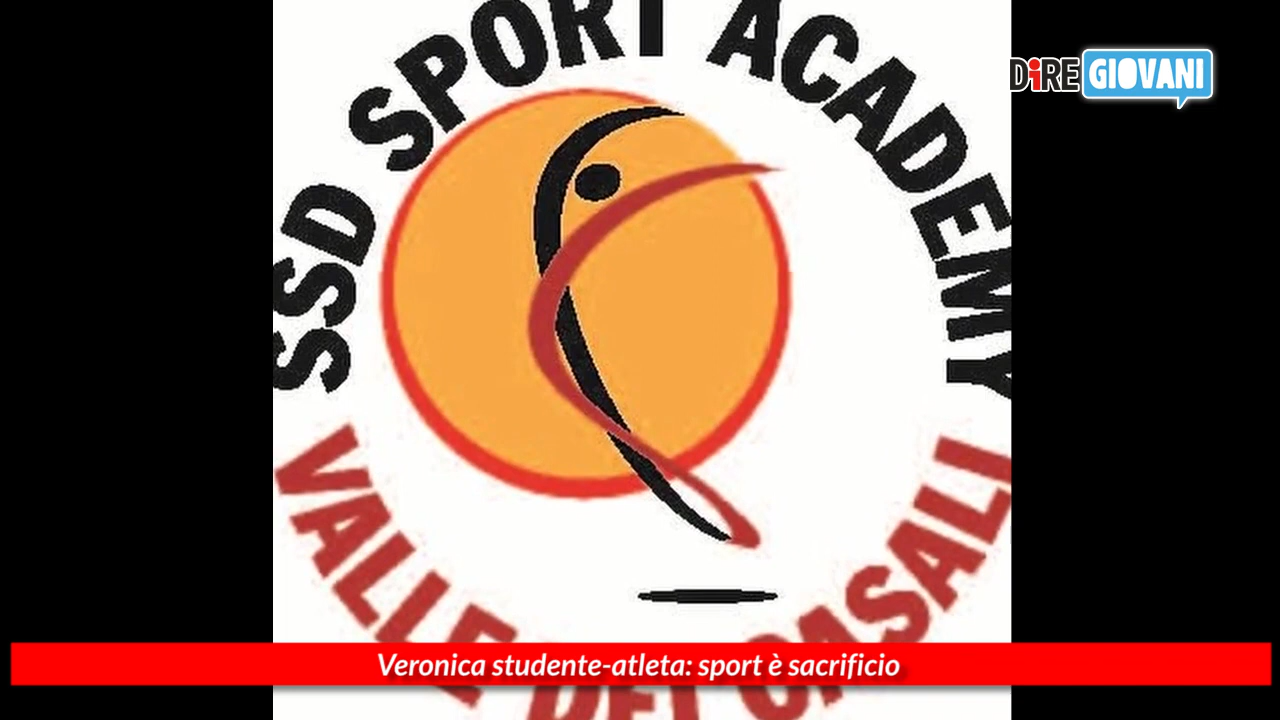 SSD SPORT ACADEMY
DiRE GIOVANI
VALLE DEI CASALI
Veronica studente-atleta: sport è sacrificio